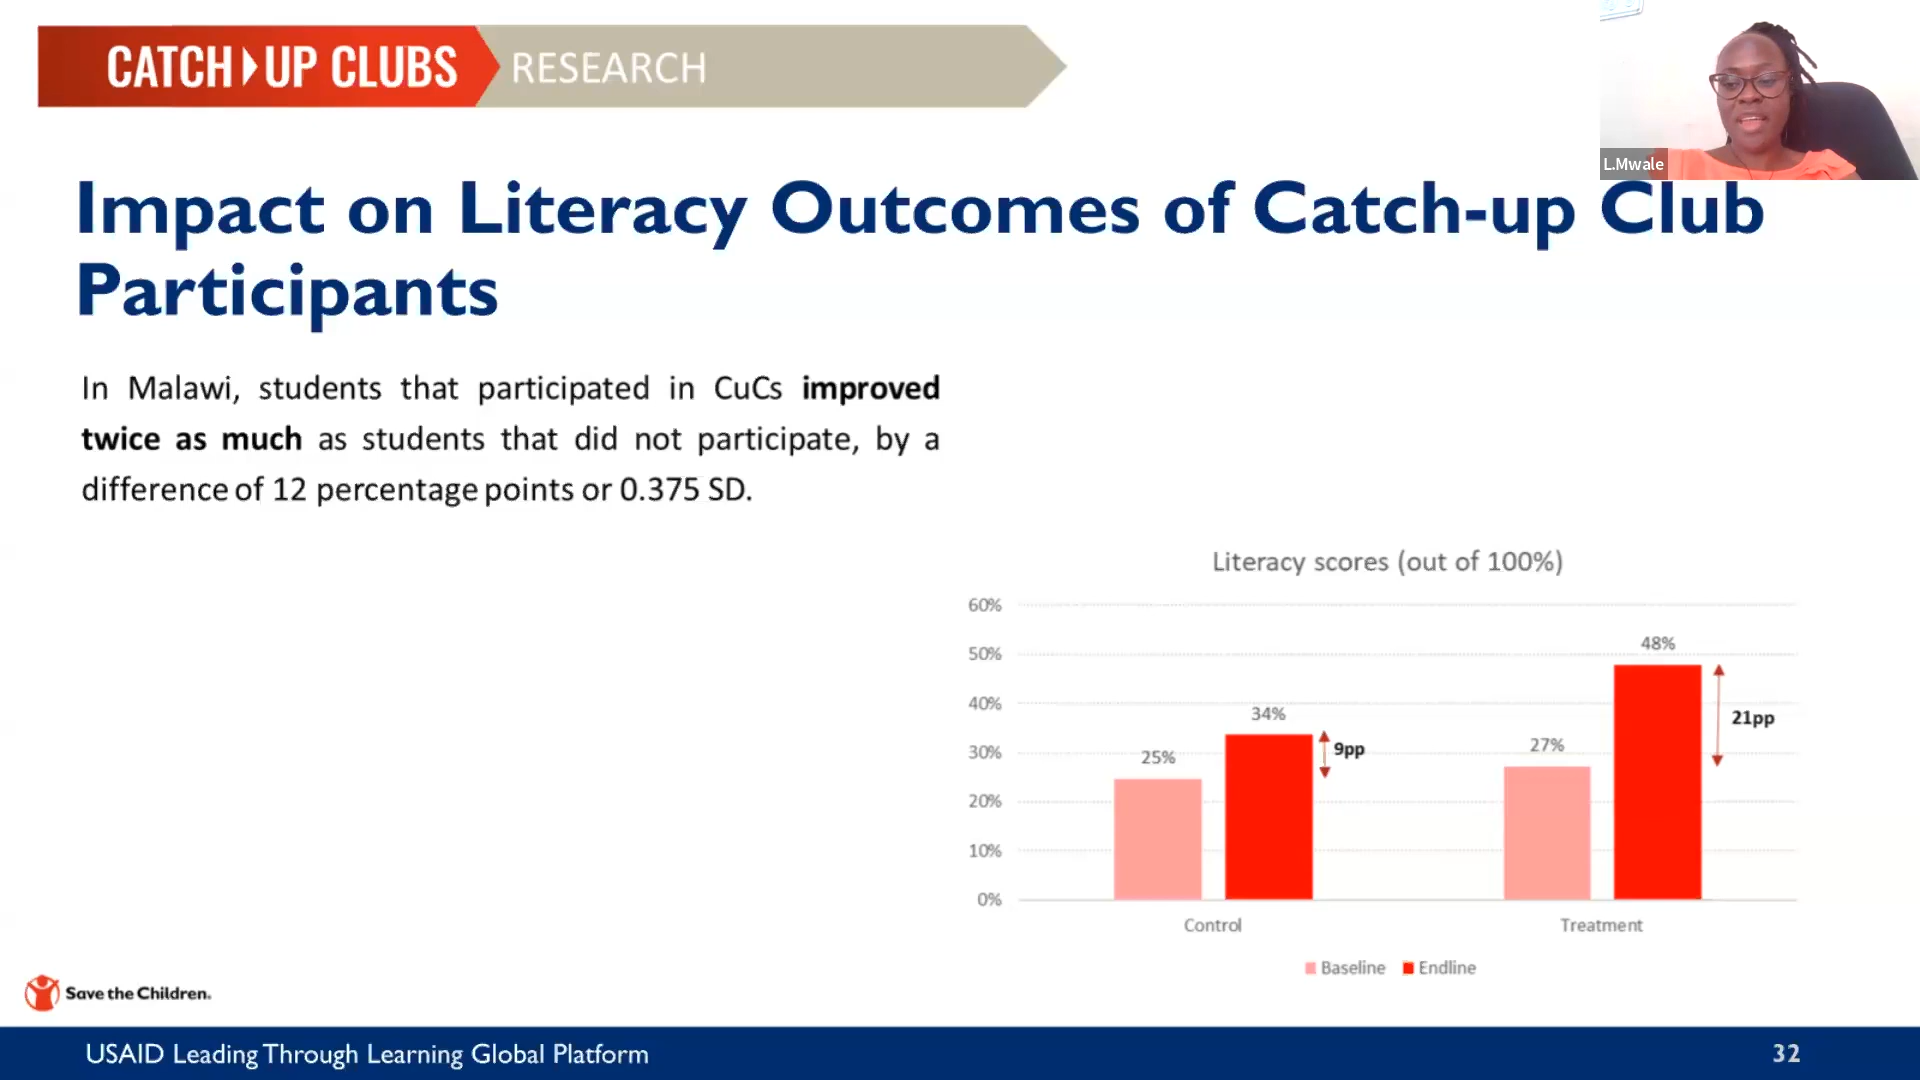 CATCH UP CLUBS RESEARCH
L.Mwale
Impact on Literacy Outcomes of Catch-up Club
Participants
In Malawi, students that participated in CuCs improved
twice as much as students that did not participate, by a
difference of 12 percentage points or 0.375 SD.
Literacy scores (out of 100%)
60%
50%
40%
30%
20%
10%
0%
25%
34%
9pp
27%
48%
21pp
Control
Treatment
Baseline Endline
Save the Children.
USAID Leading Through Learning Global Platform
32